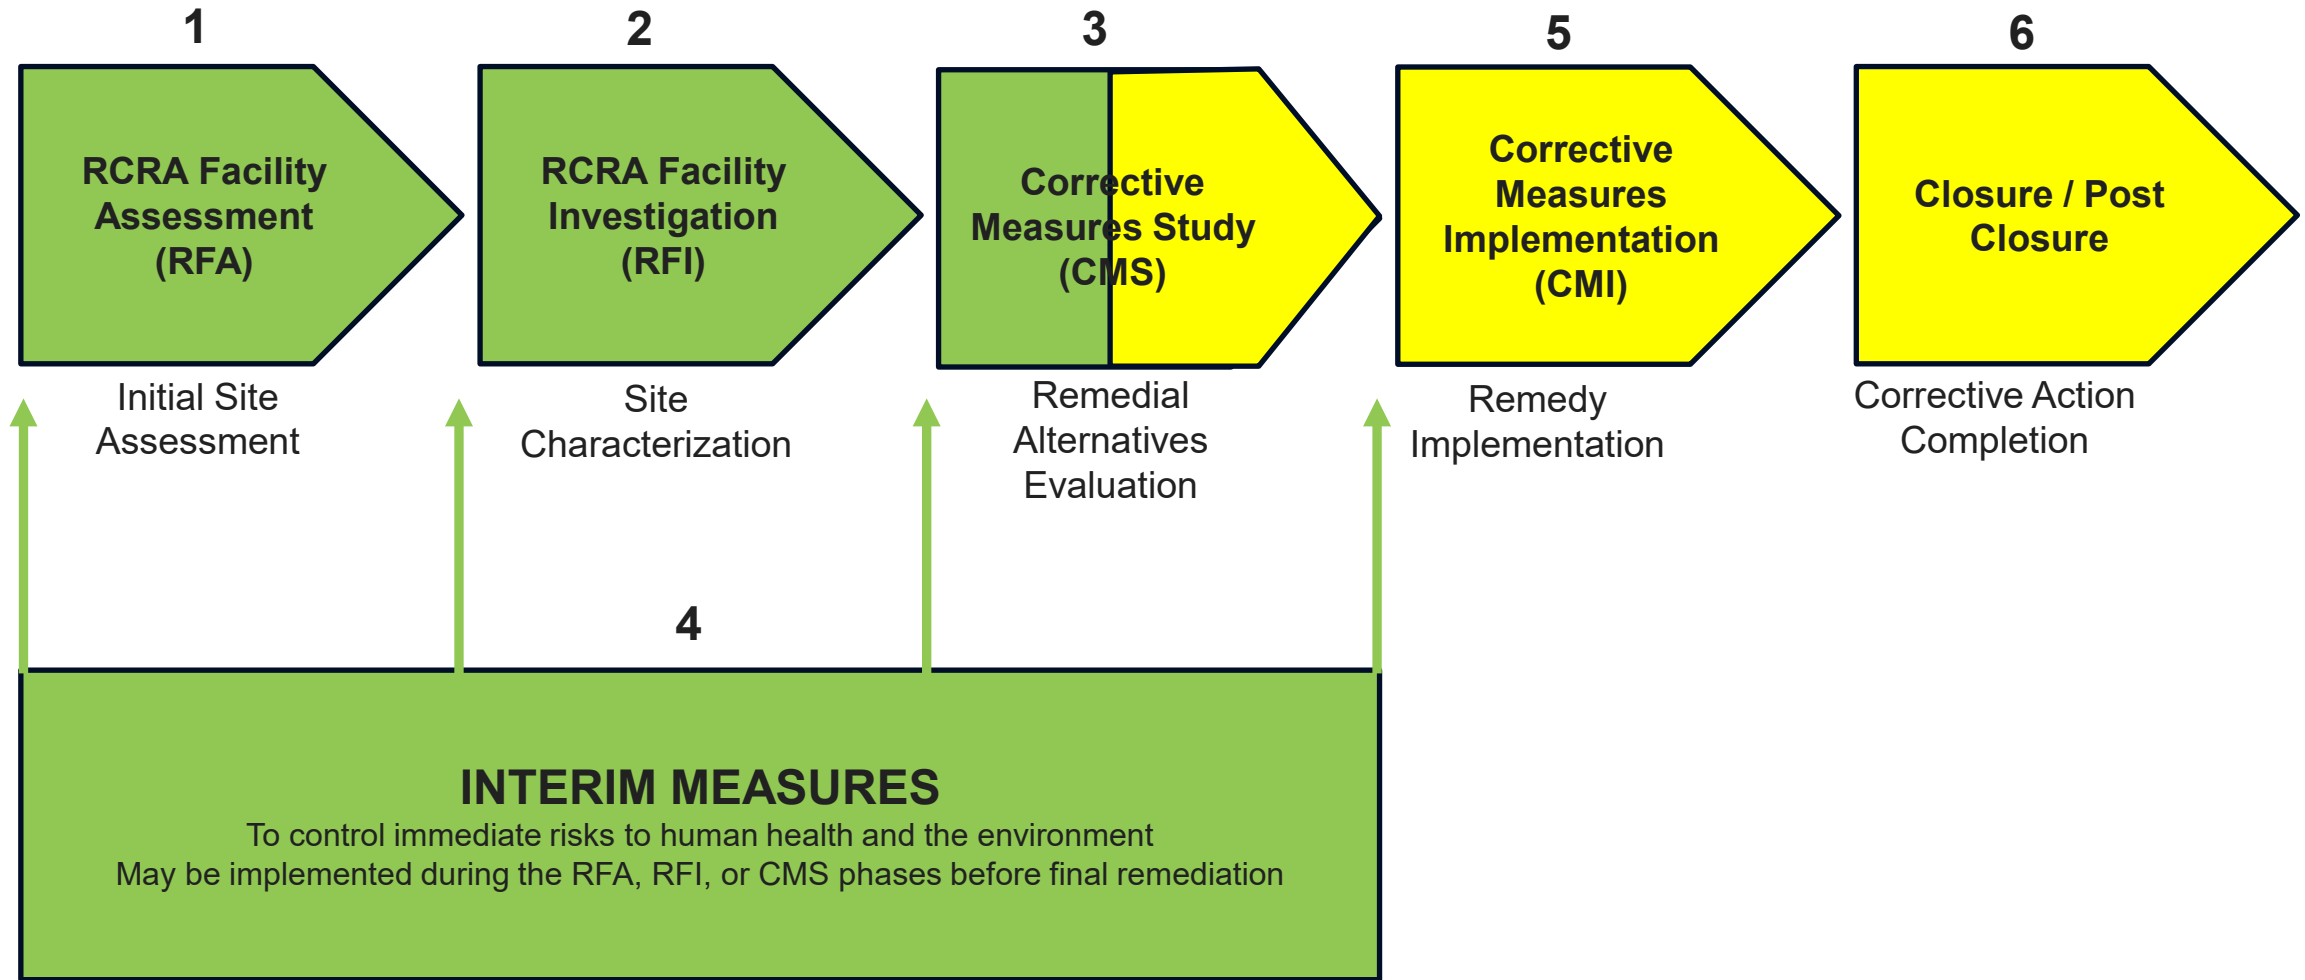 1
RCRA Facility
Assessment
(RFA)
Initial Site
Assessment
2
RCRA Facility
Investigation
(RFI)
Site
Characterization
3
Corrective
Measures Study
(CMS)
Remedial
Alternatives
Evaluation
5
Corrective
Measures
Implementation
(CMI)
Remedy
Implementation
6
Closure / Post
Closure
Corrective Action
Completion
4
INTERIM MEASURES
To control immediate risks to human health and the environment
May be implemented during the RFA, RFI, or CMS phases before final remediation